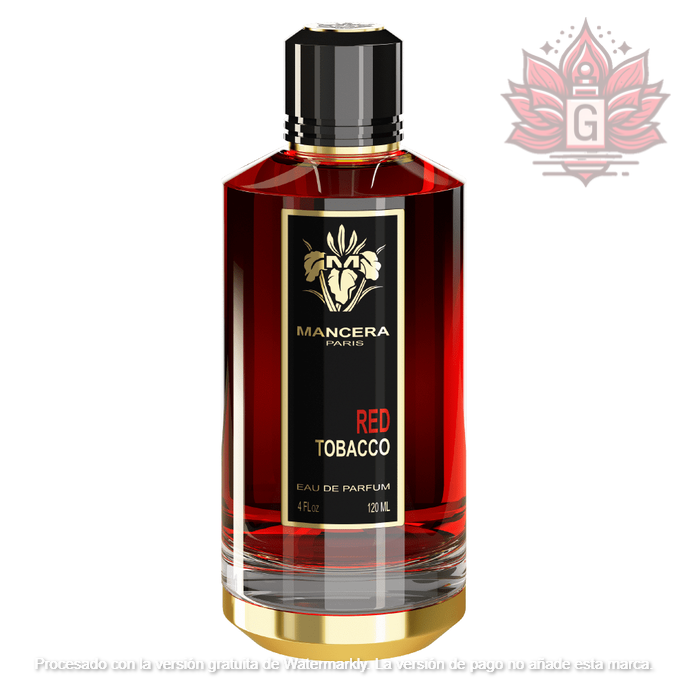 G
M
MANCERA
PARIS
RED
TOBACCO
EAU DE PARFUM
4 FLoz 120 ML
Procesado con la versión gratuita de Watermarkly. La versión de pago no añade esta marca.